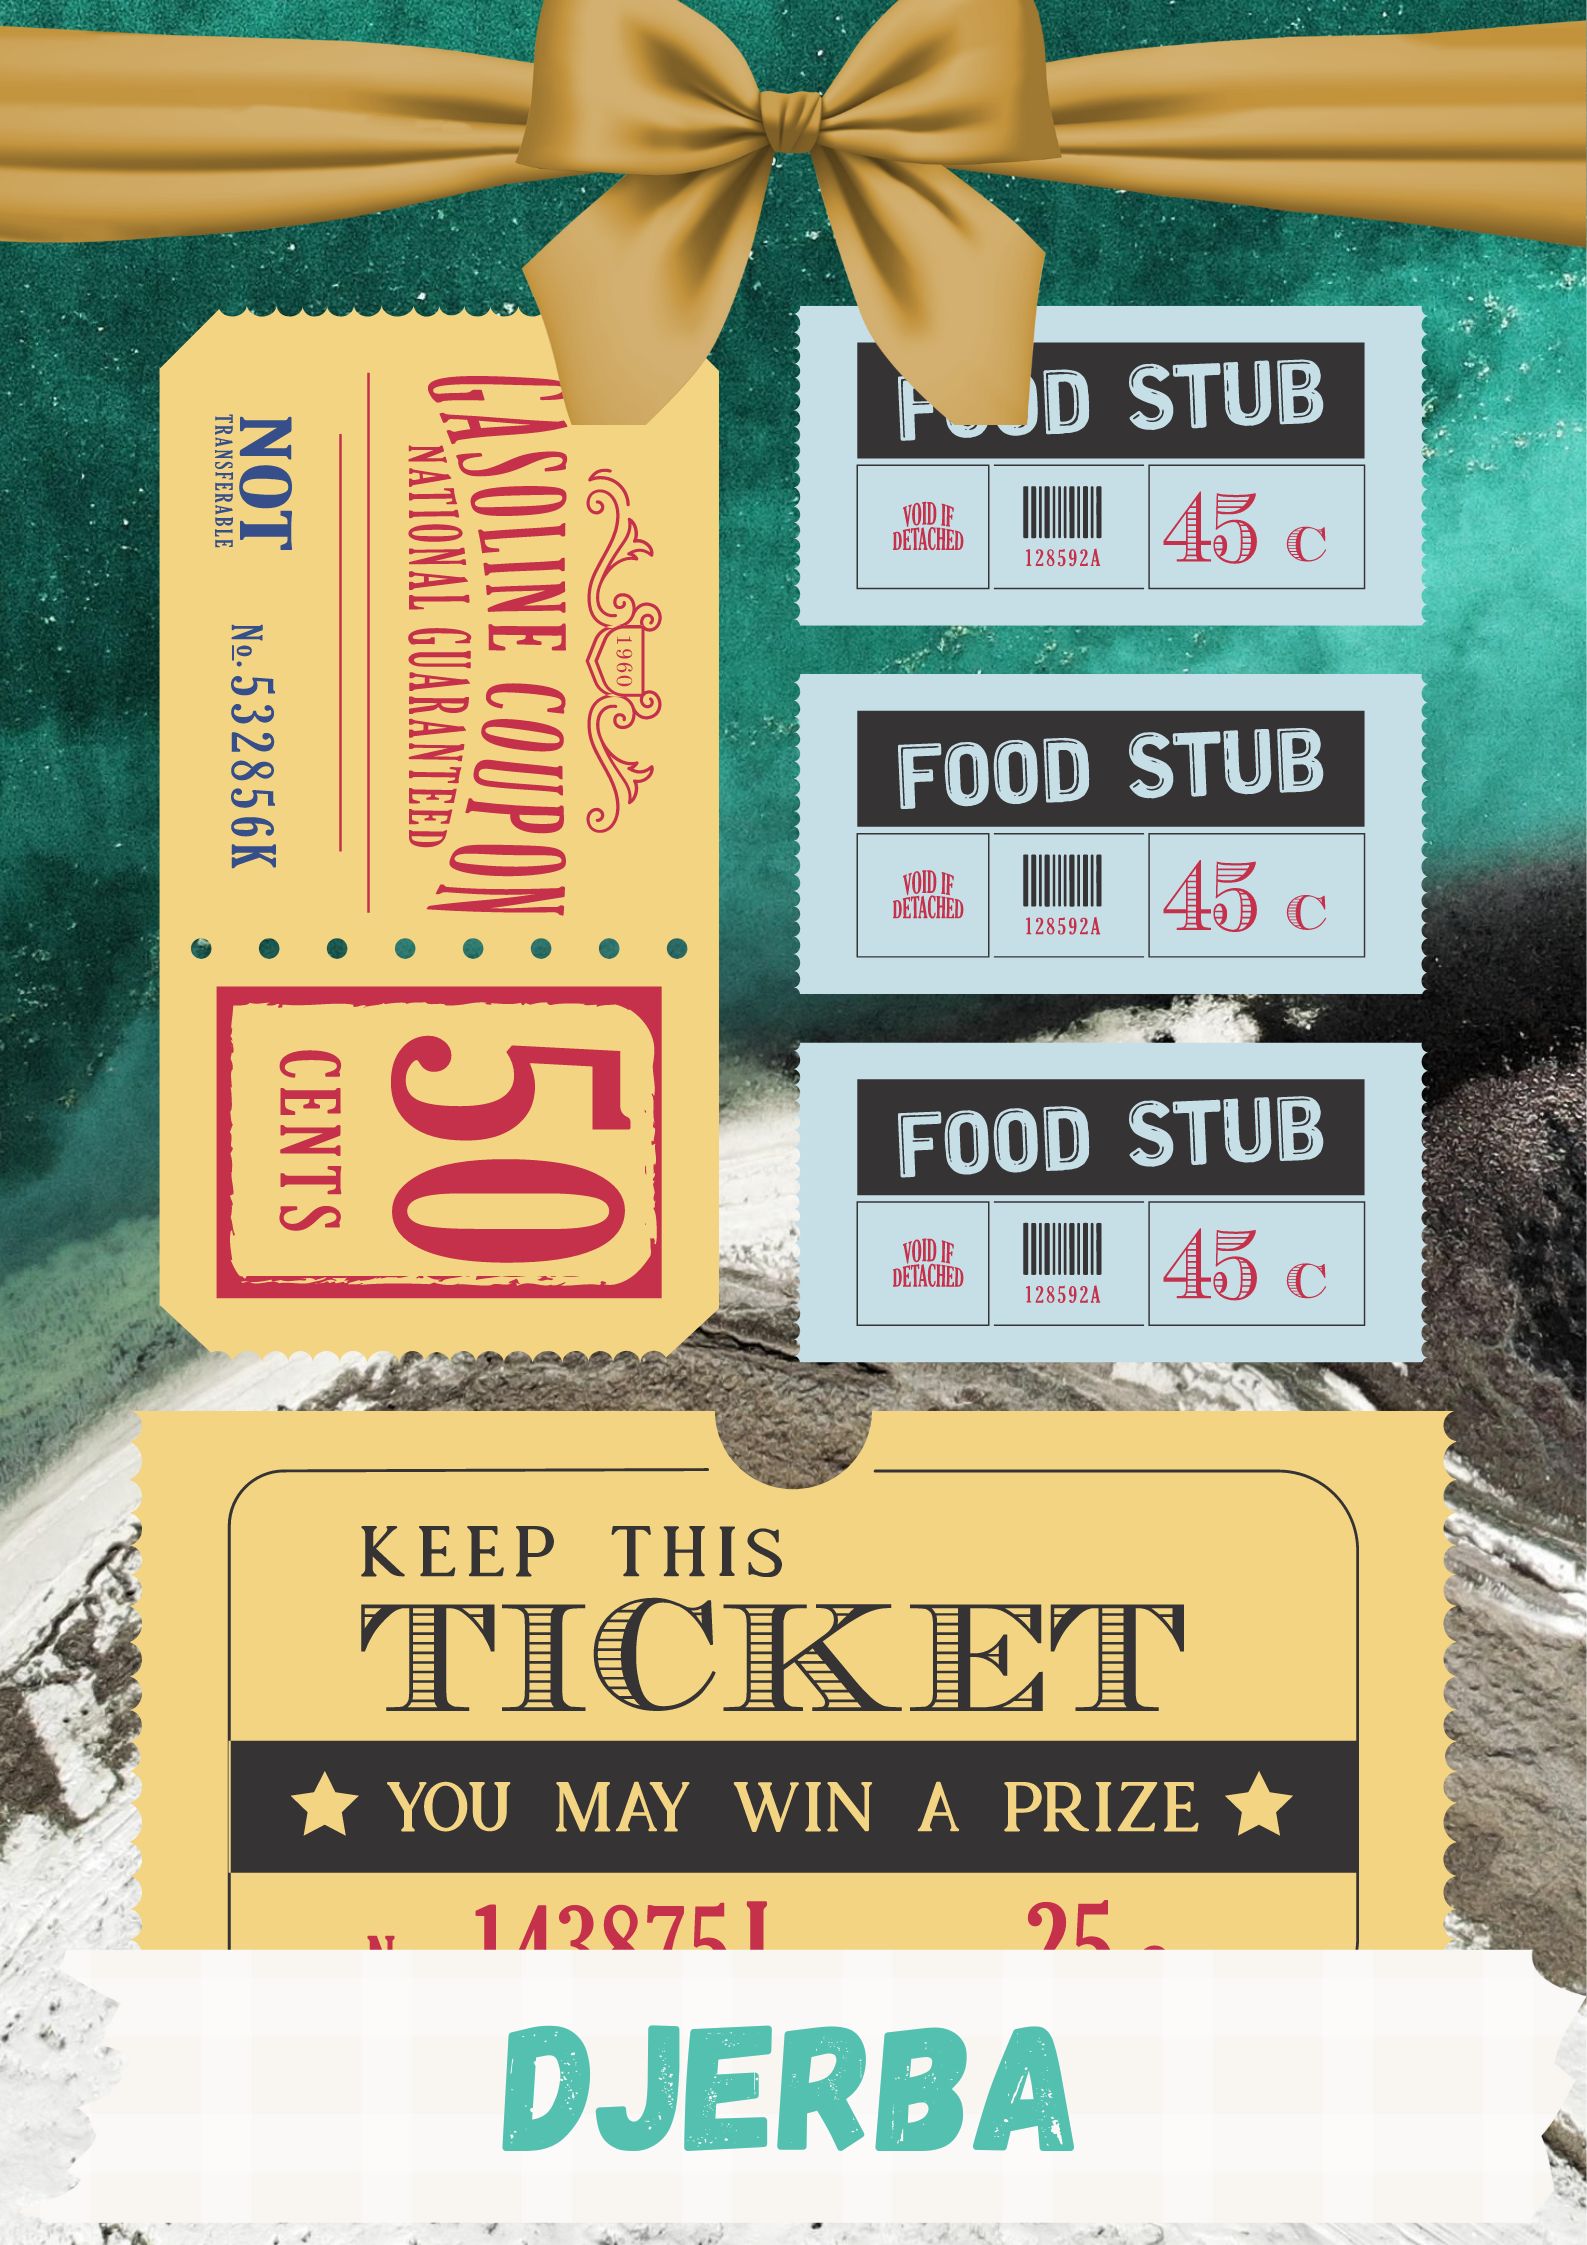 GASOLINE COUPON
NATIONAL GUARANTEED
1960
NOT
TRANSFERABLE
No. 532856K
50
CENTS
FOOD STUB
VOID IF
DETACHED
128592A
45 C
FOOD STUB
VOID IF
DETACHED
128592A
45 C
FOOD STUB
VOID IF
DETACHED
128592A
45 C
KEEP THIS
TICKET
YOU MAY WIN A PRIZE
143875 25
DJERBA